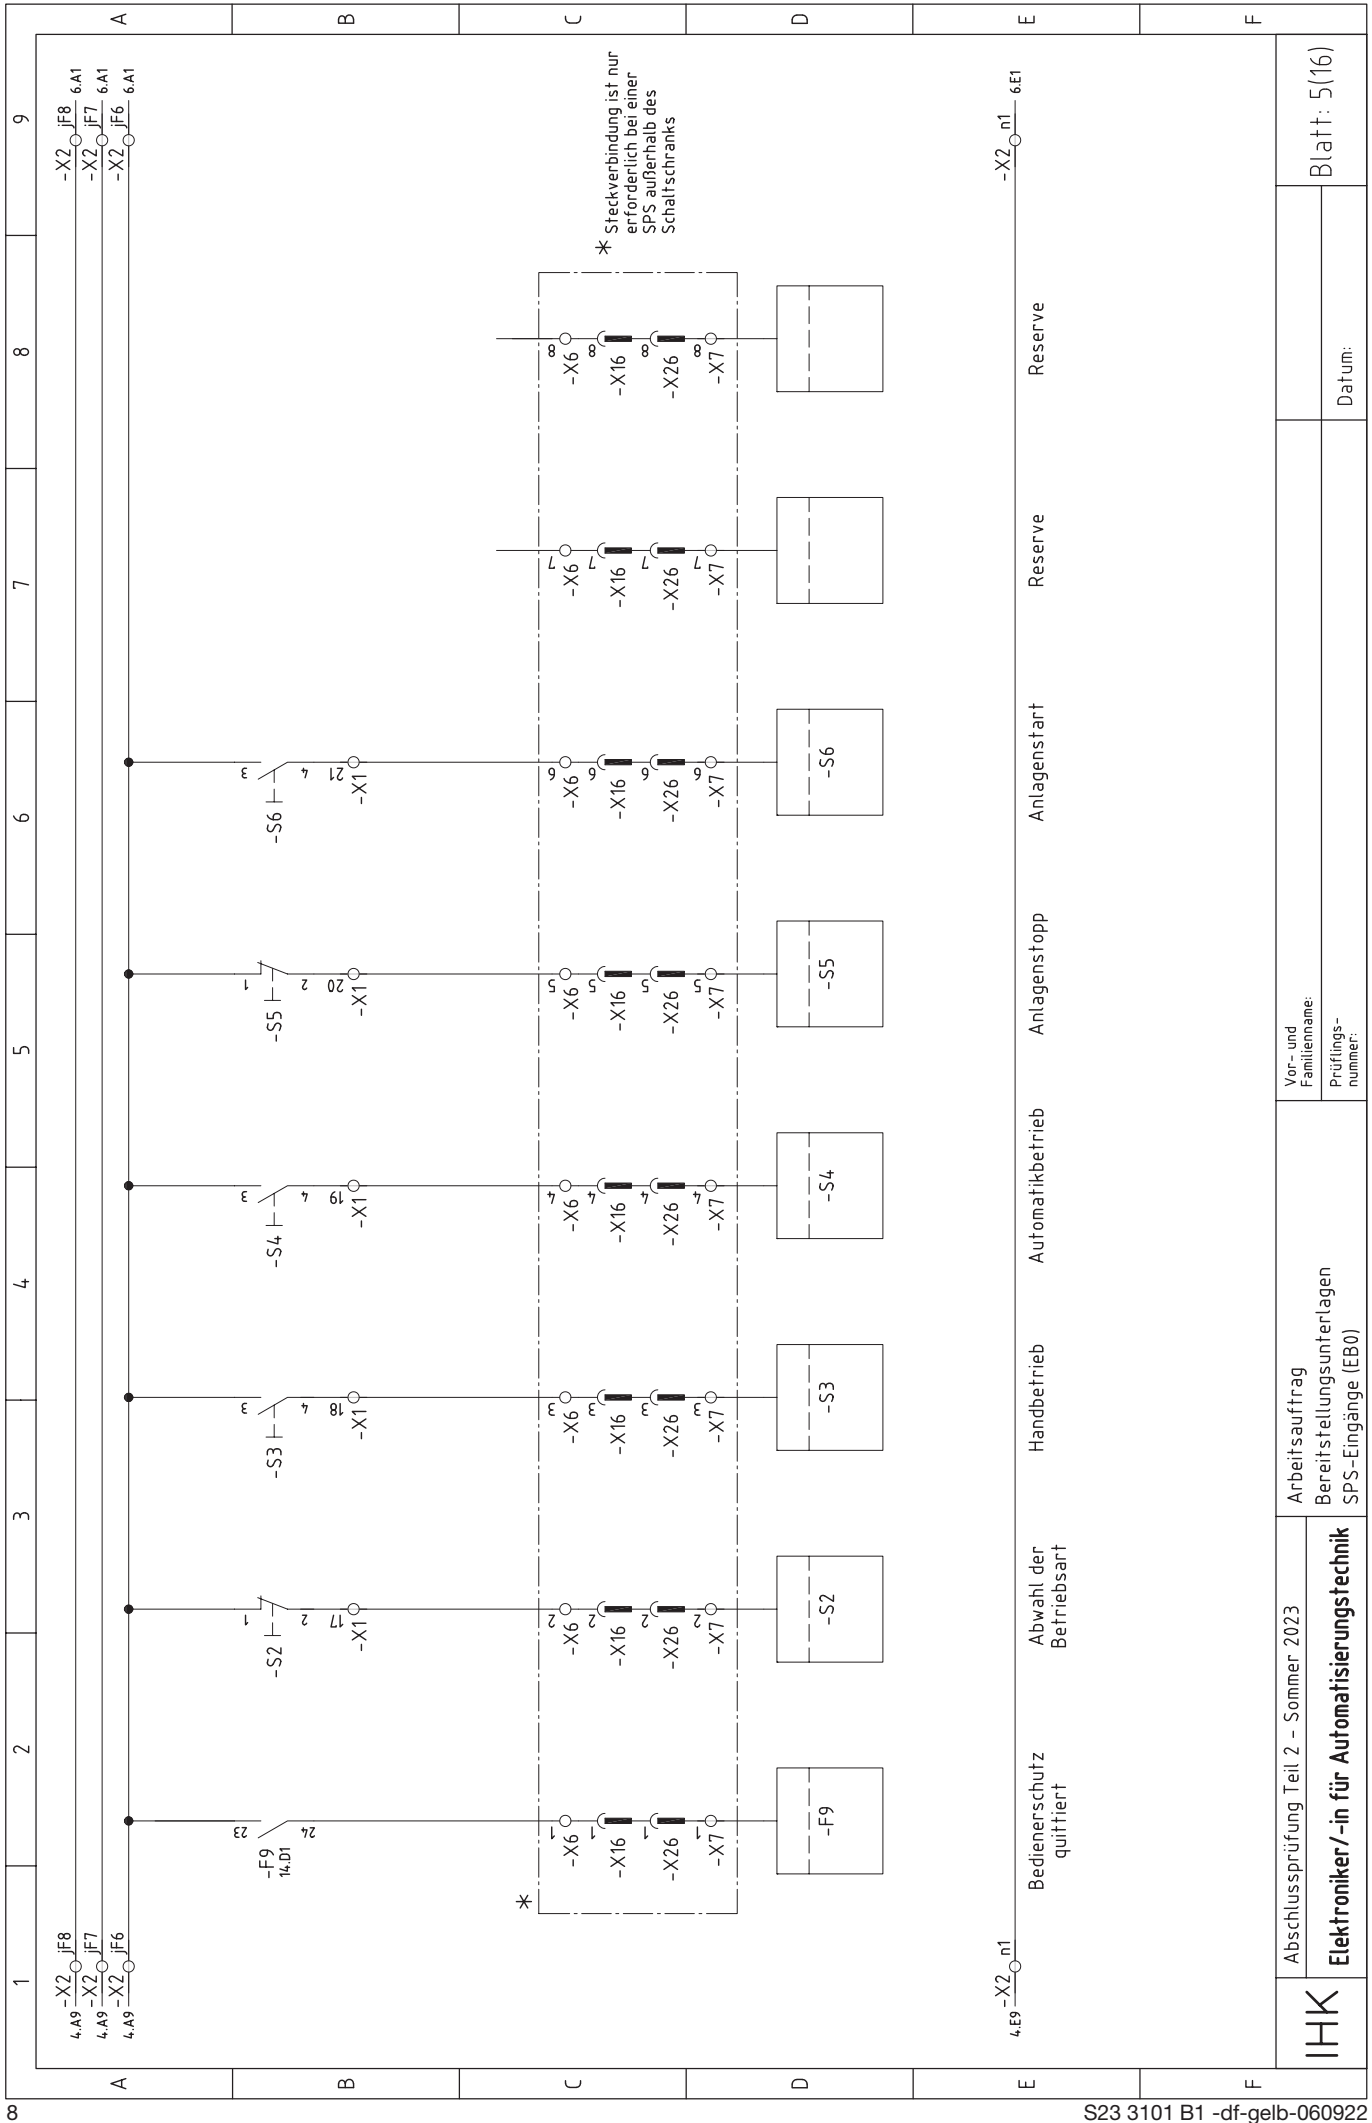 1 2 3 4 5 6 7 8 9
A
B
C
D
E
F
A
B
C
D
E
F
4.A9 -X2 jF8
4.A9 -X2 jF7
4.A9 -X2 jF6
-X2 jF8 6.A1
-X2 jF7 6.A1
-X2 jF6 6.A1
23
-F9
14.D1
24
1
-S2
2
17
-X1
3
-S3
4
18
-X1
3
-S4
4
19
-X1
1
-S5
2
20
-X1
3
-S6
4
21
-X1
*
1
-X6
1
-X16
1
-X26
1
-X7
2
-X6
2
-X16
2
-X26
2
-X7
3
-X6
3
-X16
3
-X26
3
-X7
4
-X6
4
-X16
4
-X26
4
-X7
5
-X6
5
-X16
5
-X26
5
-X7
6
-X6
6
-X16
6
-X26
6
-X7
7
-X6
7
-X16
7
-X26
7
-X7
8
-X6
8
-X16
8
-X26
8
-X7
* Steckverbindung ist nur
erforderlich bei einer
SPS außerhalb des
Schaltschranks
-F9
-S2
-S3
-S4
-S5
-S6
4.E9 -X2 n1
-X2 n1 6.E1
Bedienerschutz
quittiert
Abwahl der
Betriebsart
Handbetrieb
Automatikbetrieb
Anlagenstopp
Anlagenstart
Reserve
Reserve
IHK
Abschlussprüfung Teil 2 - Sommer 2023
Elektroniker/-in für Automatisierungstechnik
Arbeitsauftrag
Bereitstellungsunterlagen
SPS-Eingänge (EB0)
Vor- und
Familienname:
Prüflings-
nummer:
Datum:
Blatt: 5(16)
8
S23 3101 B1 -df-gelb-060922